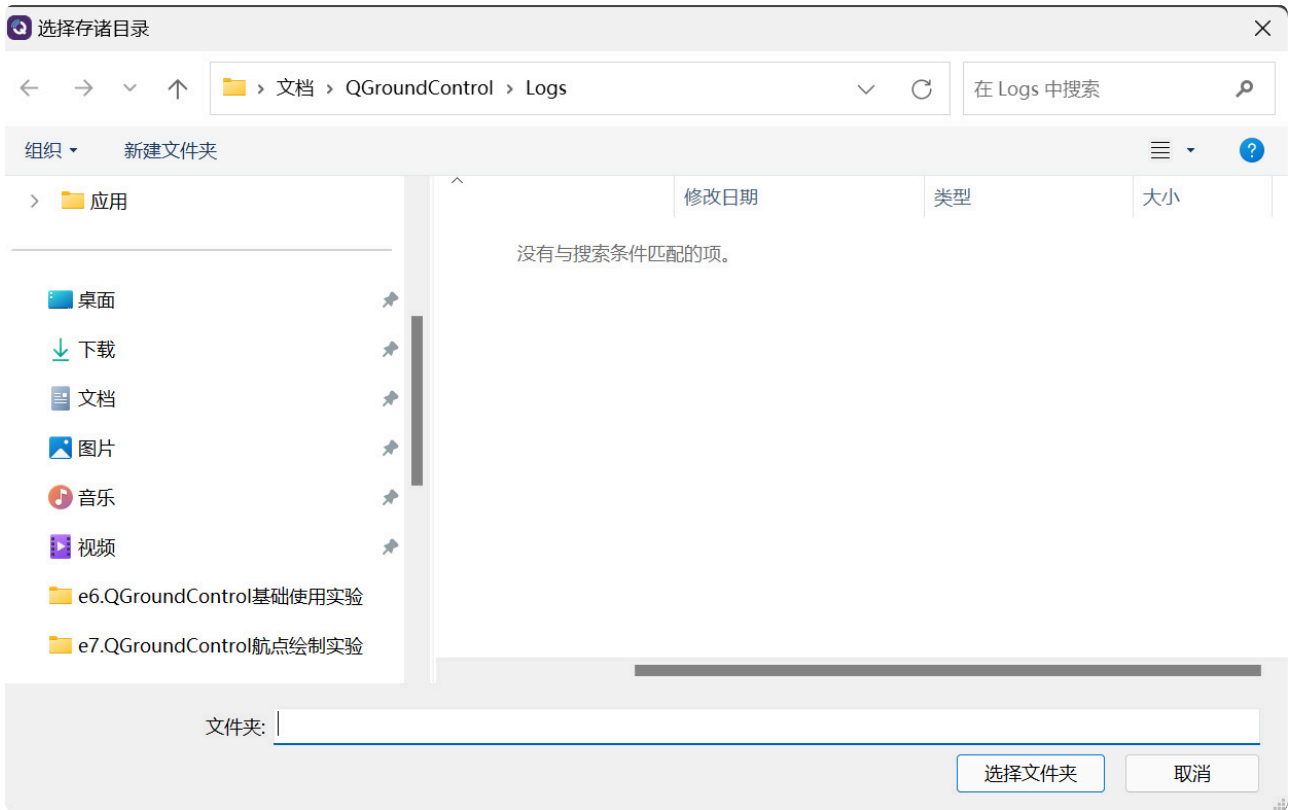 选择存储目录
文档 › QGroundControl › Logs
在 Logs 中搜索
组织
新建文件夹
?
应用
修改日期
类型
大小
没有与搜索条件匹配的项。
桌面
下载
文档
图片
音乐
视频
e6.QGroundControl基础使用实验
e7.QGroundControl航点绘制实验
文件夹:
选择文件夹
取消